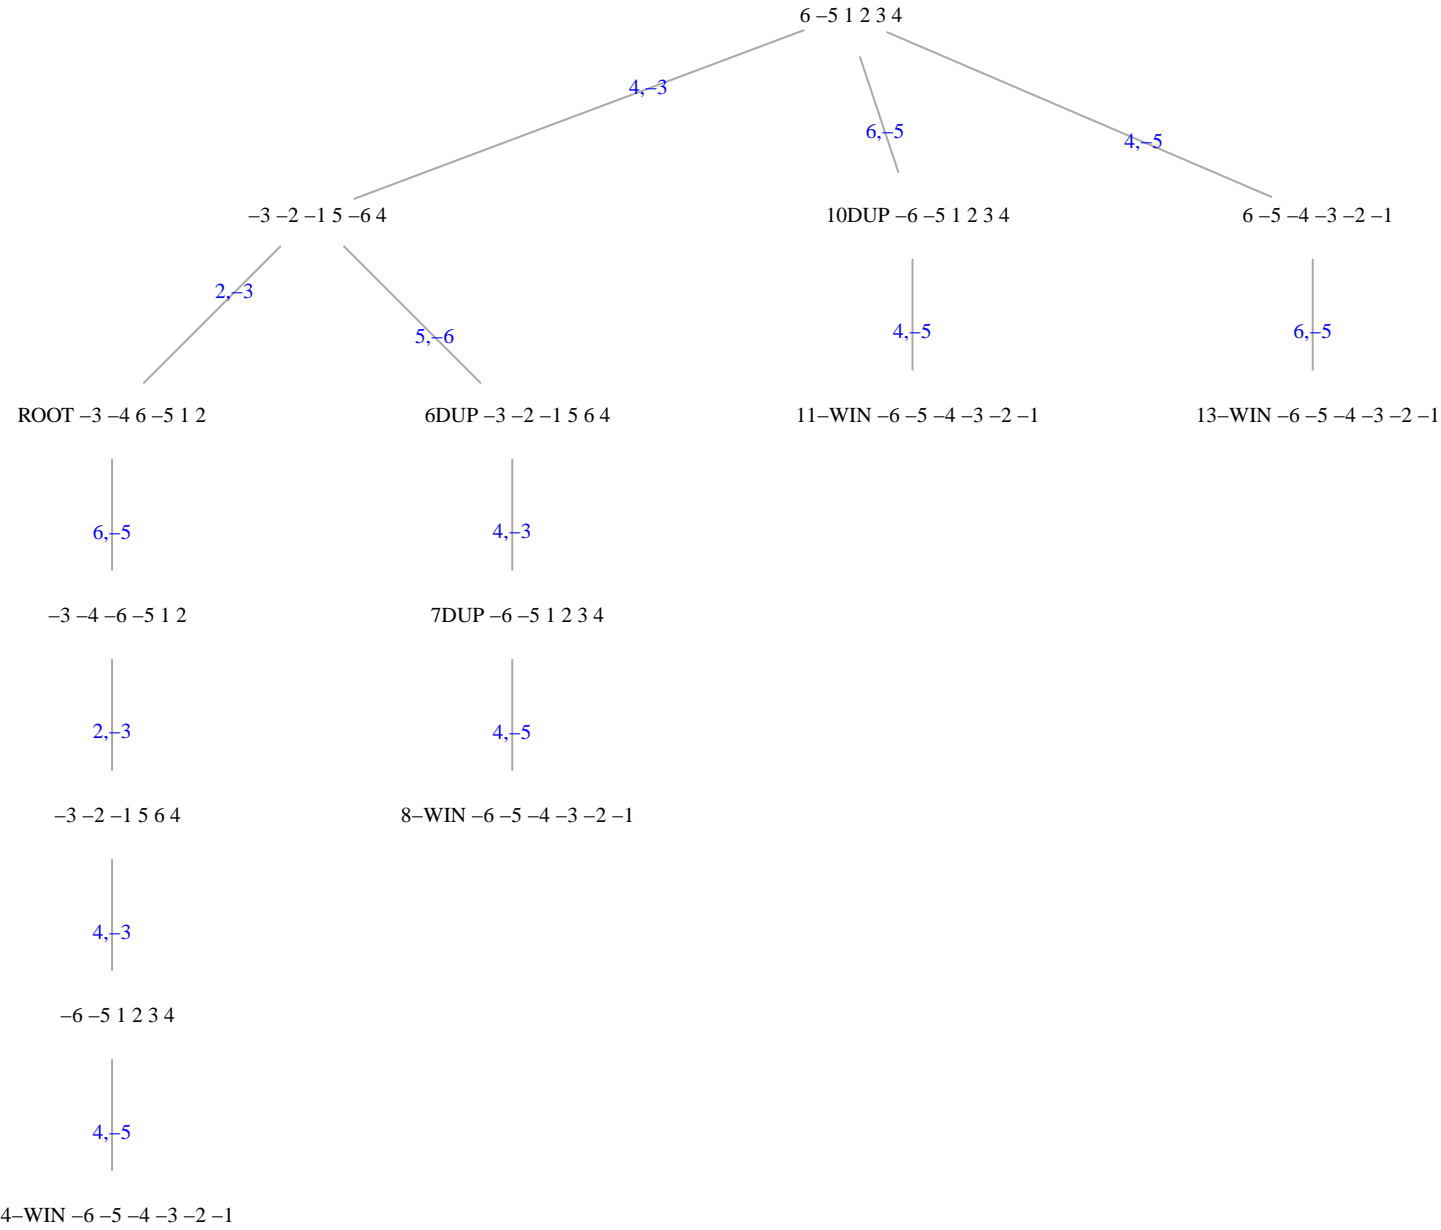 6 –5 1 2 3 4
4,–3
6,–5
4,–5
–3 –2 –1 5 –6 4
10DUP –6 –5 1 2 3 4
6 –5 –4 –3 –2 –1
2,–3
5,–6
4,–5
6,–5
ROOT –3 –4 6 –5 1 2
6DUP –3 –2 –1 5 6 4
11–WIN –6 –5 –4 –3 –2 –1
13–WIN –6 –5 –4 –3 –2 –1
6,–5
4,–3
–3 –4 –6 –5 1 2
7DUP –6 –5 1 2 3 4
2,–3
4,–5
–3 –2 –1 5 6 4
8–WIN –6 –5 –4 –3 –2 –1
4,–3
–6 –5 1 2 3 4
4,–5
4–WIN –6 –5 –4 –3 –2 –1